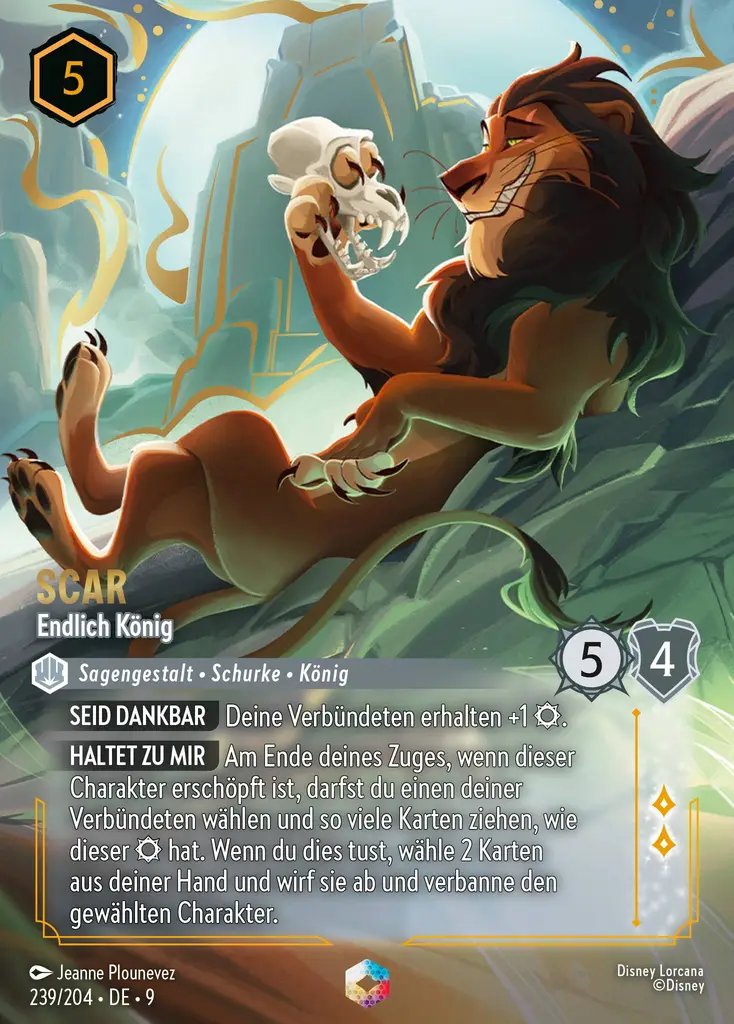 5
SCAR
Endlich König
5 4
Sagengestalt • Schurke • König
SEID DANKBAR Deine Verbündeten erhalten +1 .
HALTET ZU MIR Am Ende deines Zuges, wenn dieser
Charakter erschöpft ist, darfst du einen deiner
Verbündeten wählen und so viele Karten ziehen, wie
dieser hat. Wenn du dies tust, wähle 2 Karten
aus deiner Hand und wirf sie ab und verbanne den
gewählten Charakter.
Jeanne Plounevez
239/204 • DE • 9
Disney Lorcana
©Disney